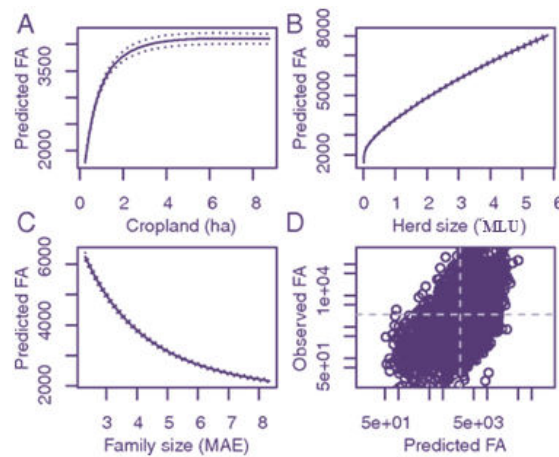 A
Predicted FA
2000
3500
0 2 4 6 8
Cropland (ha)
B
Predicted FA
2000
5000
8000
0 1 2 3 4 5 6
Herd size (TMLU
C
Predicted FA
2000
4000
6000
3 4 5 6 7 8
Family size (MAE)
D
Observed FA
5e+01
1e+04
5e+01 5e+03
Predicted FA